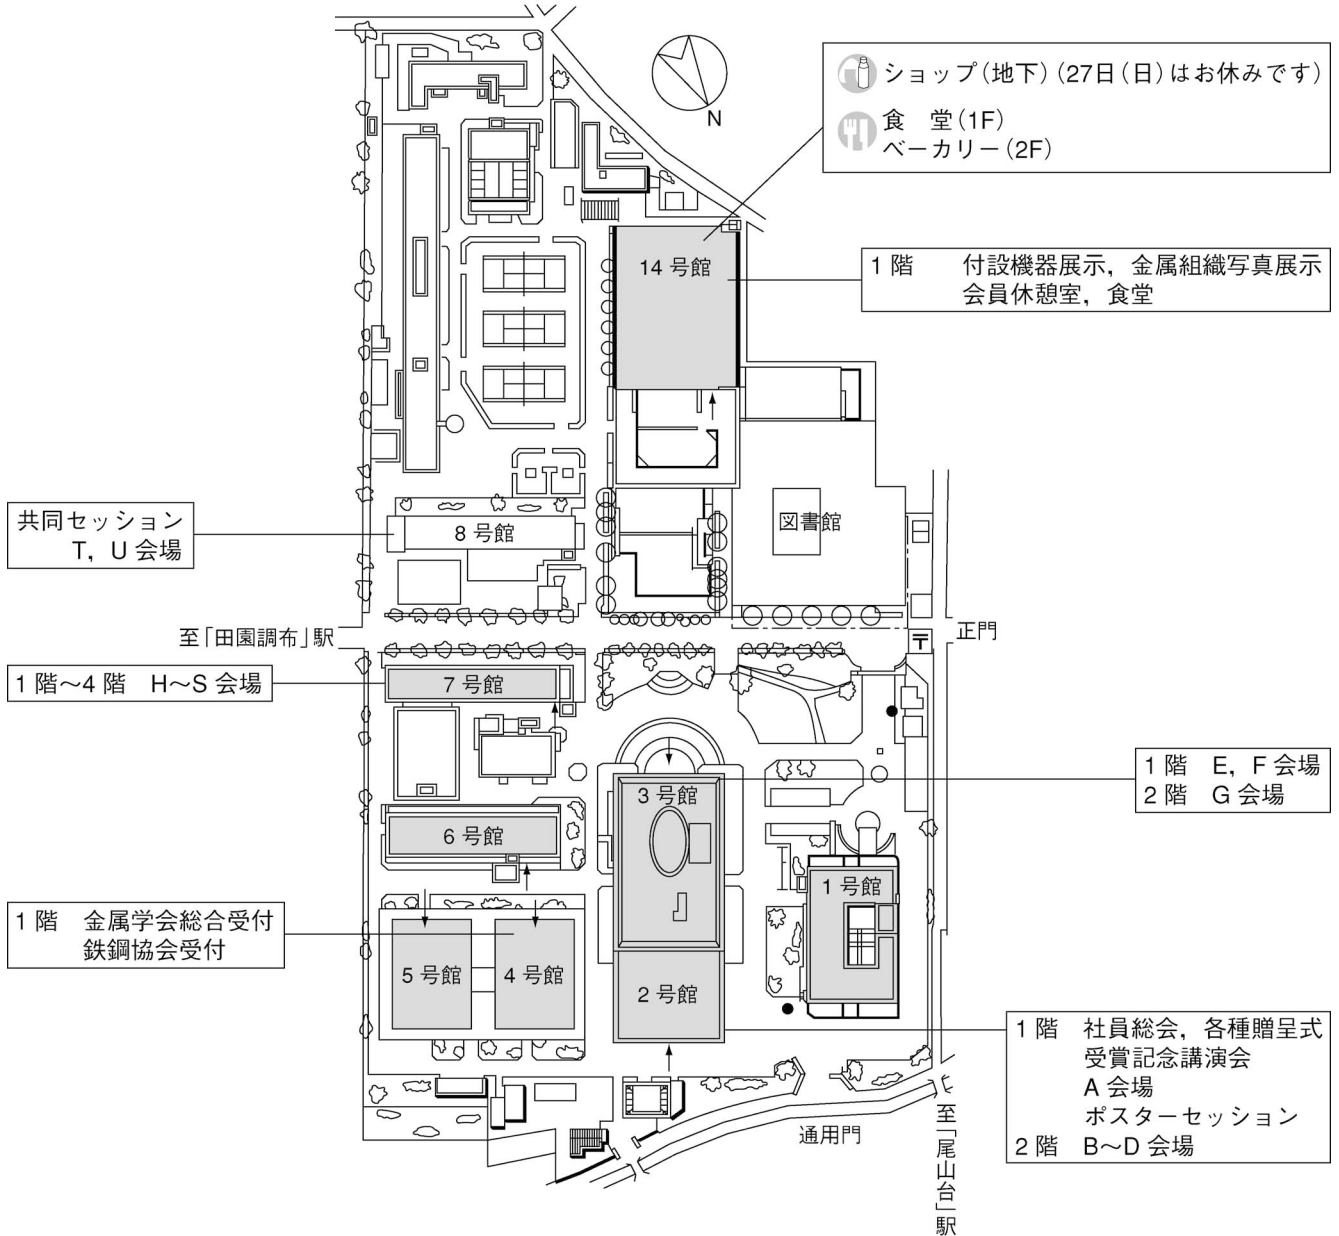 N
ショップ(地下)(27日(日)はお休みです)
食　堂(1F)
ベーカリー(2F)
14 号館
1 階　付設機器展示，金属組織写真展示
会員休憩室，食堂
図書館
共同セッション
T，U 会場
8 号館
至「田園調布」駅
〒
正門
1 階～4 階　H～S 会場
7 号館
1 階　E，F 会場
2 階　G 会場
3 号館
6 号館
1 号館
1 階　金属学会総合受付
鉄鋼協会受付
5 号館
4 号館
2 号館
1 階　社員総会，各種贈呈式
受賞記念講演会
A 会場
ポスターセッション
2 階　B～D 会場
通用門
至「尾山台」駅